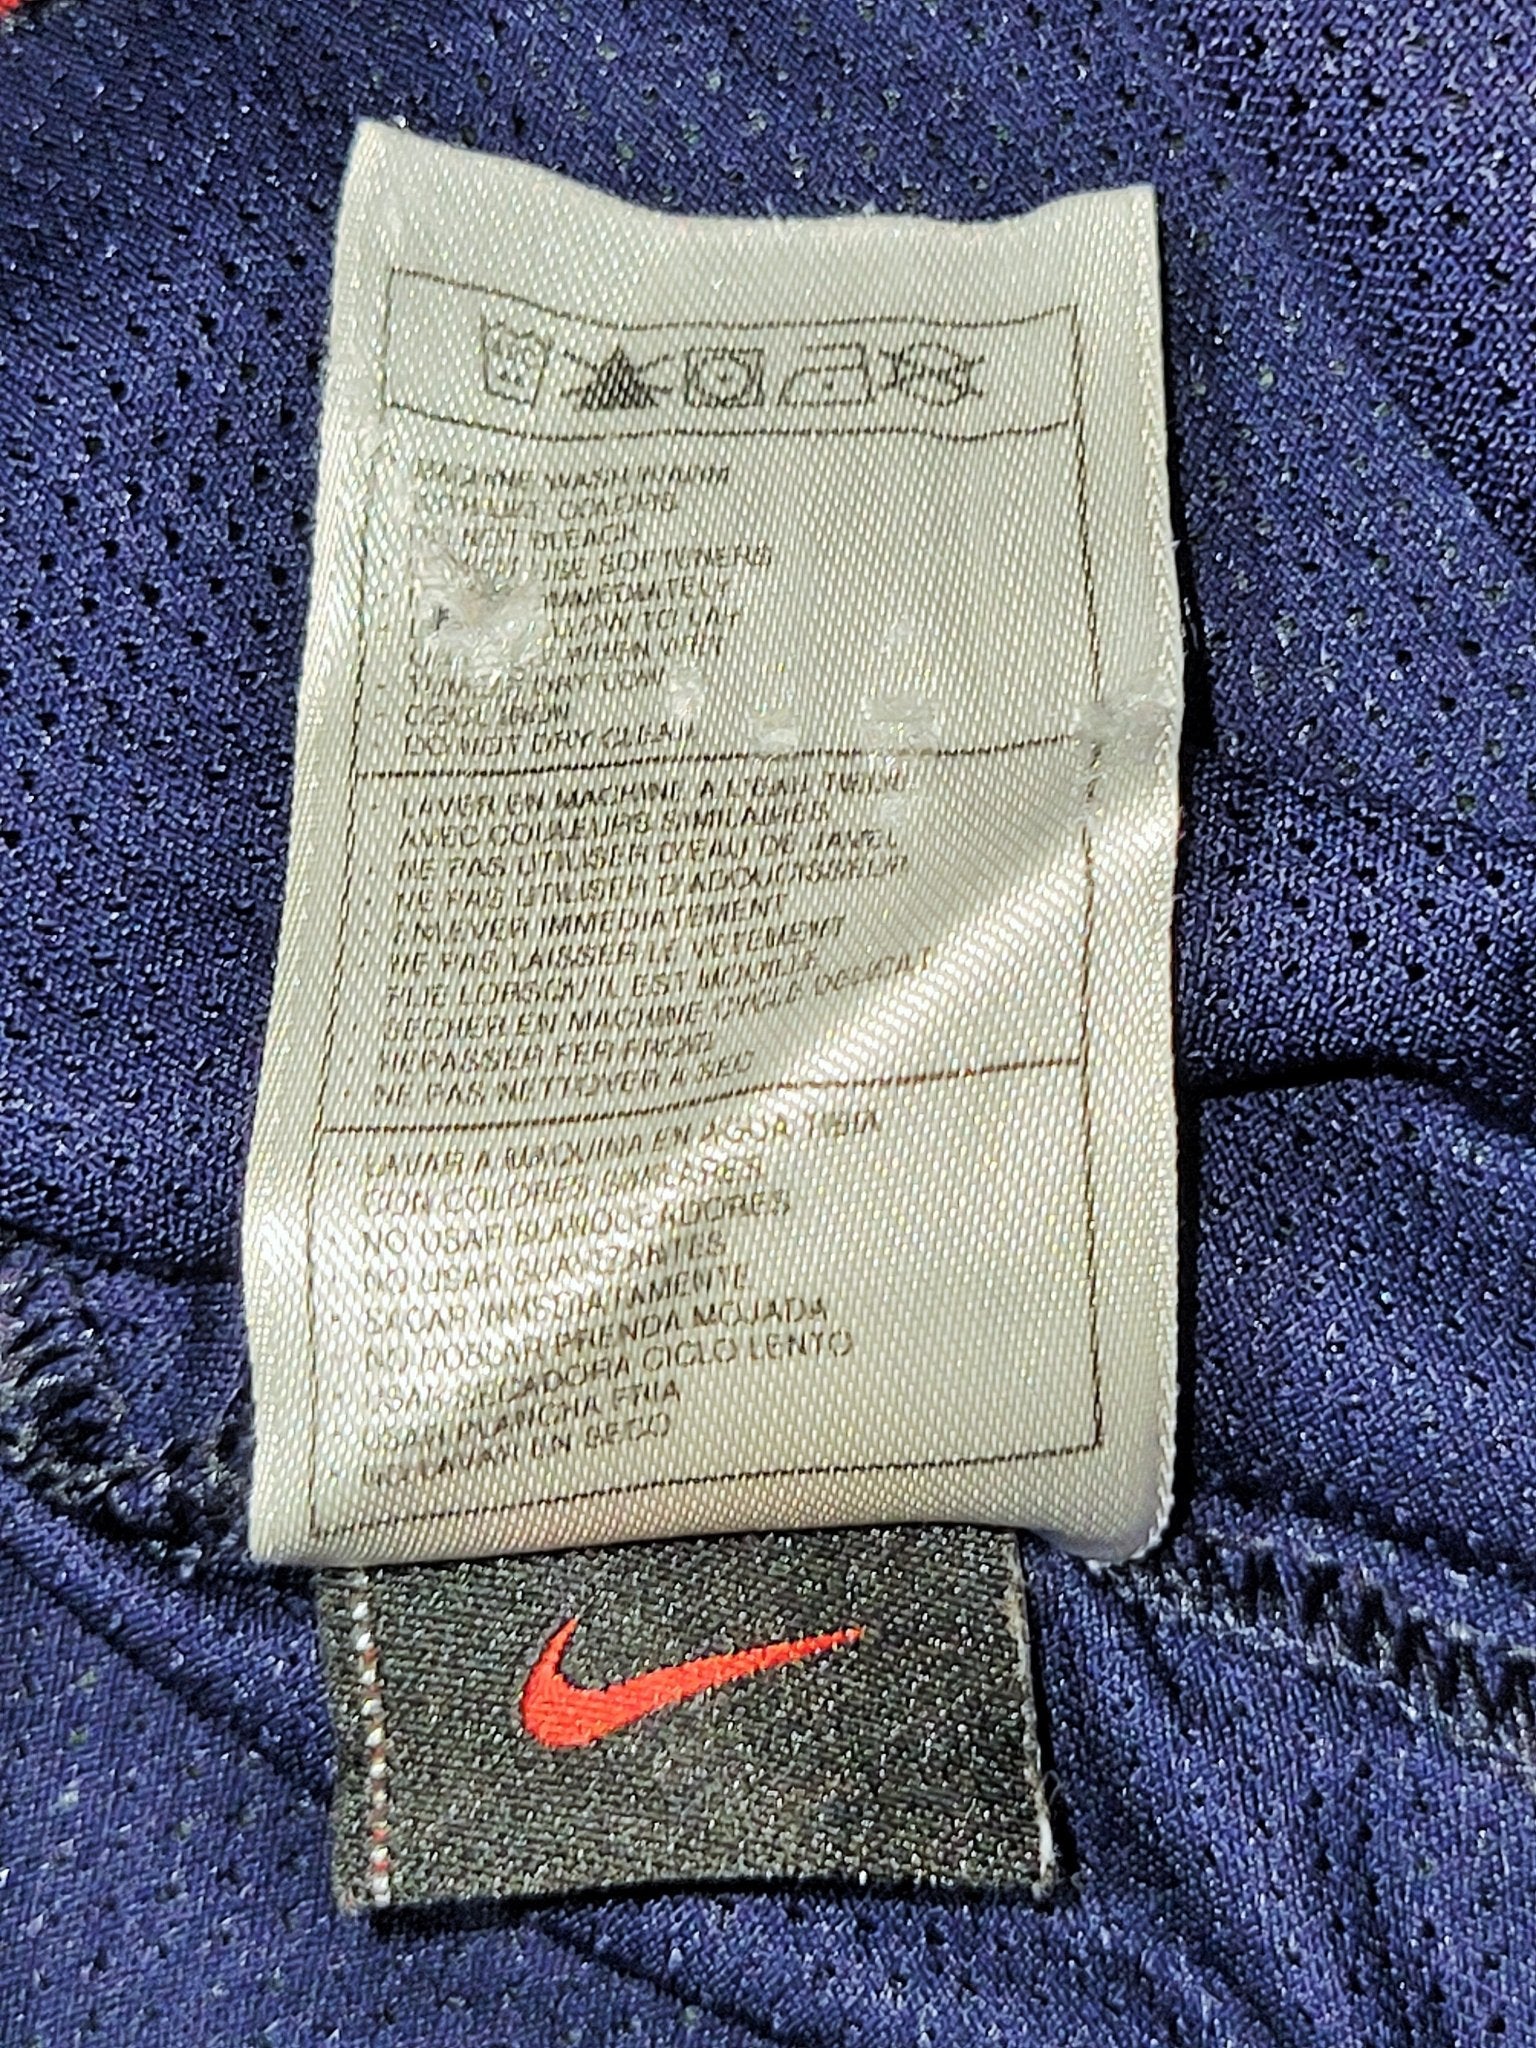 MACHINE WASH WARM
WITH LIKE COLORS
DO NOT BLEACH
USE SOFTENERS
IMMEDIATELY
ALLOW TO LAY
WHEN WET
TUMBLE DRY LOW
COOL IRON
DO NOT DRY CLEAN
LAVER EN MACHINE A L'EAU TIEDE
AVEC COULEURS SIMILAIRES
NE PAS UTILISER D'EAU DE JAVEL
NE PAS UTILISER D'ADOUCISSEUR
ENLEVER IMMEDIATEMENT
NE PAS LAISSER LE VETEMENT
PLIE LORSQU'IL EST MOUILLE
SECHER EN MACHINE CYCLE DELICAT
REPASSER FER FROID
NE PAS NETTOYER A SEC
LAVAR A MAQUINA EN AGUA TIBIA
CON COLORES SIMILARES
NO USAR BLANQUEADORES
NO USAR SUAVIZANTES
SACAR INMEDIATAMENTE
NO DOBLAR PRENDA MOJADA
USAR SECADORA CICLO LENTO
USAR PLANCHA FRIA
NO LAVAR EN SECO